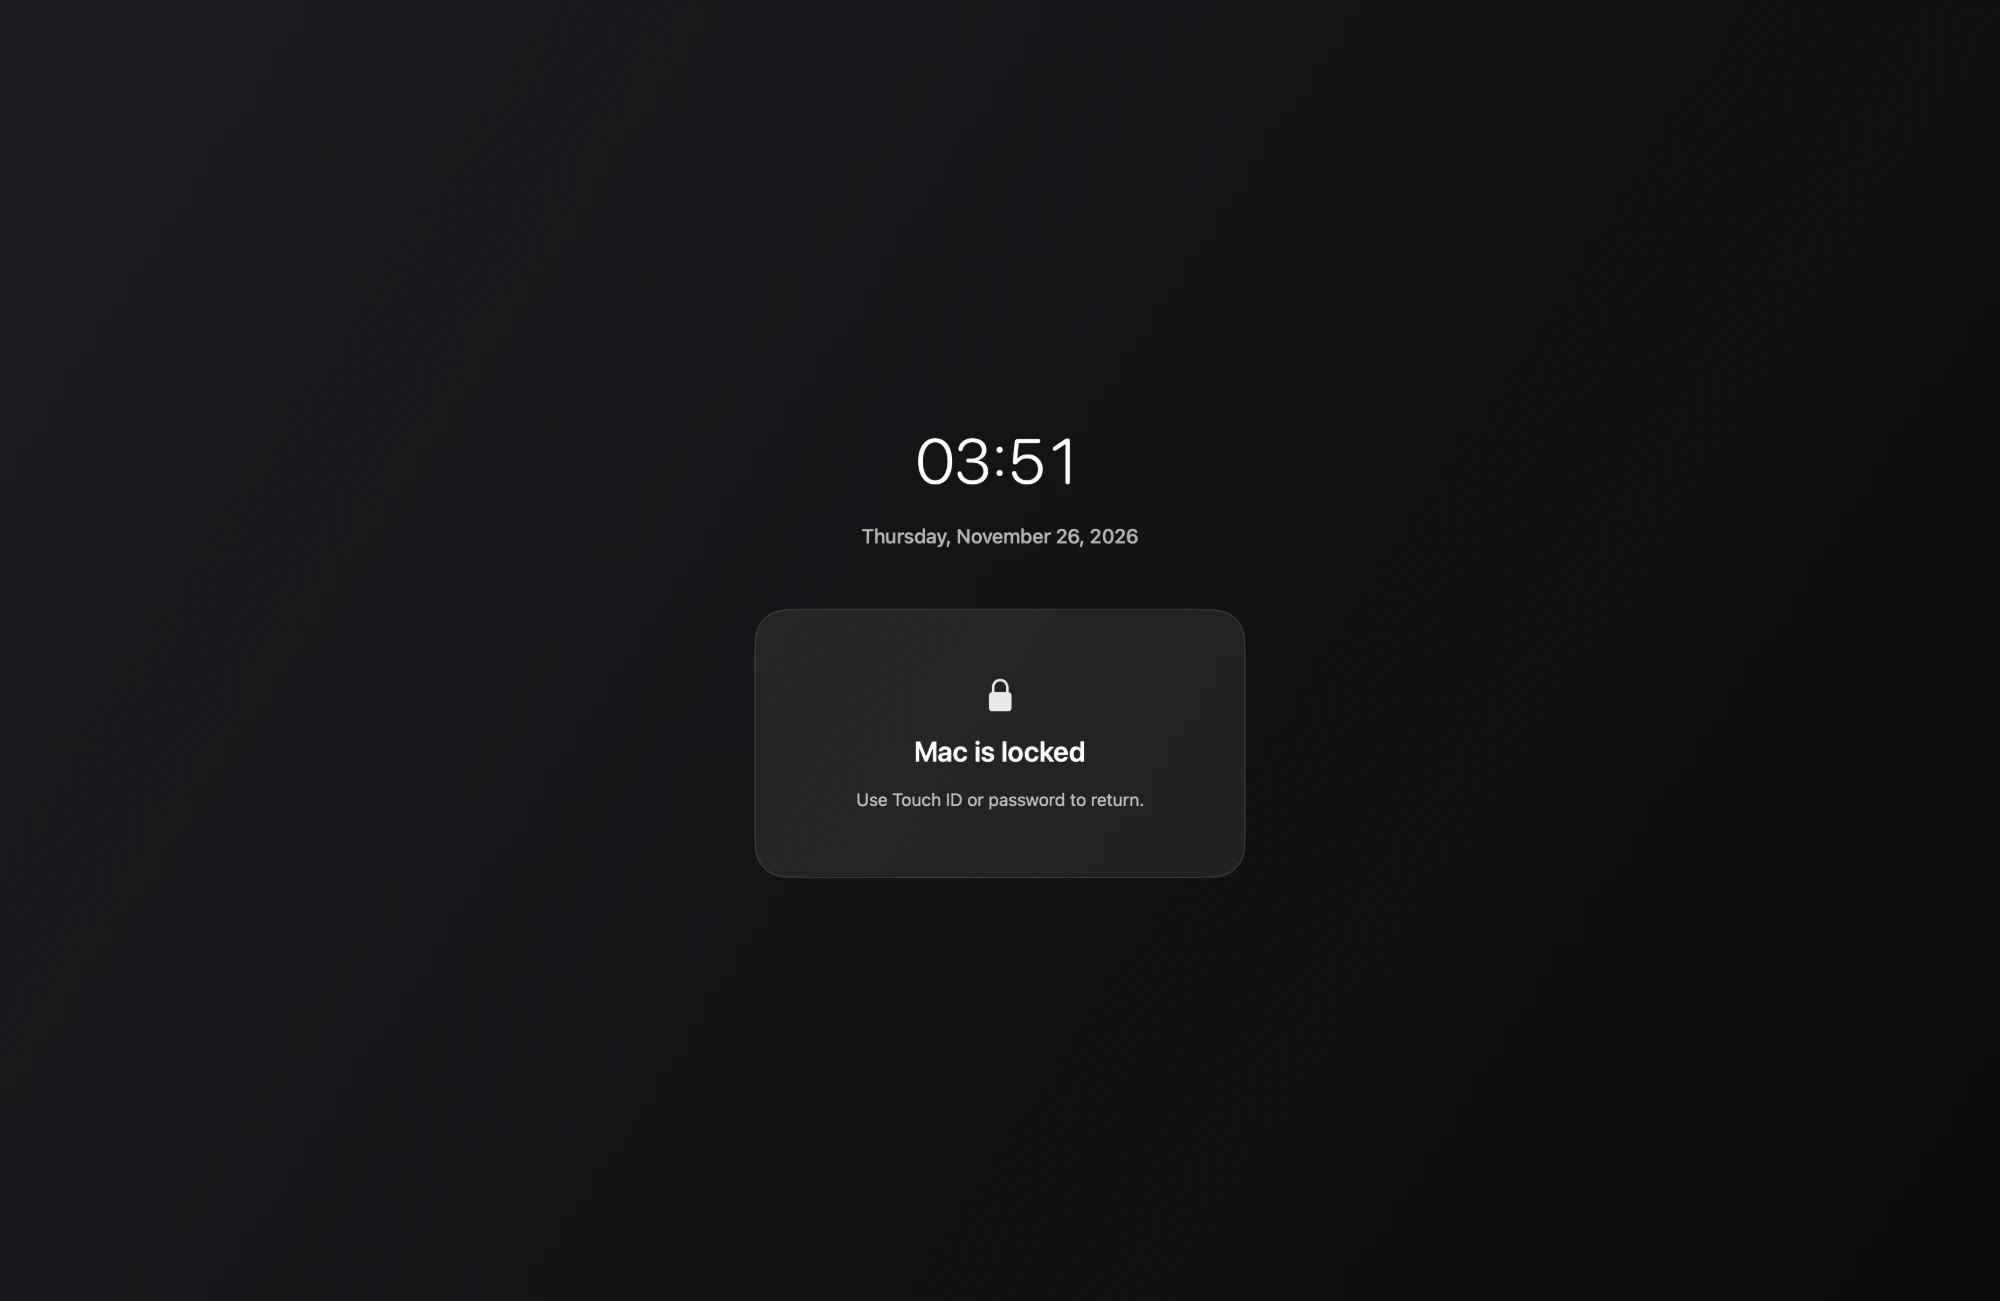 03:51
Thursday, November 26, 2026
Mac is locked
Use Touch ID or password to return.